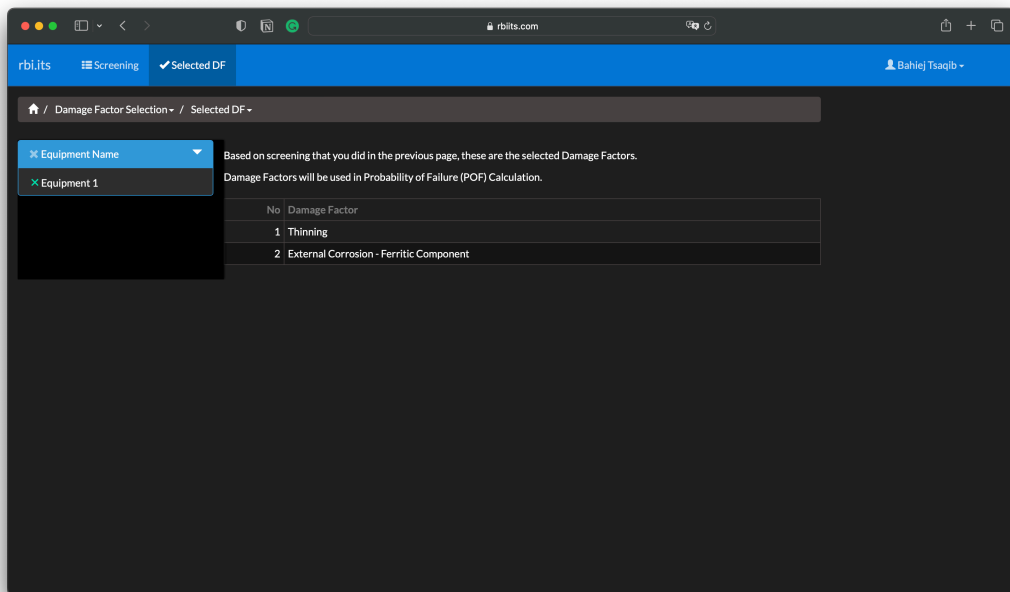 rbiits.com
rbi.its Screening Selected DF Bahiej Tsaqib
/ Damage Factor Selection / Selected DF
Equipment Name
Equipment 1
Based on screening that you did in the previous page, these are the selected Damage Factors.
Damage Factors will be used in Probability of Failure (POF) Calculation.
No Damage Factor
1 Thinning
2 External Corrosion - Ferritic Component